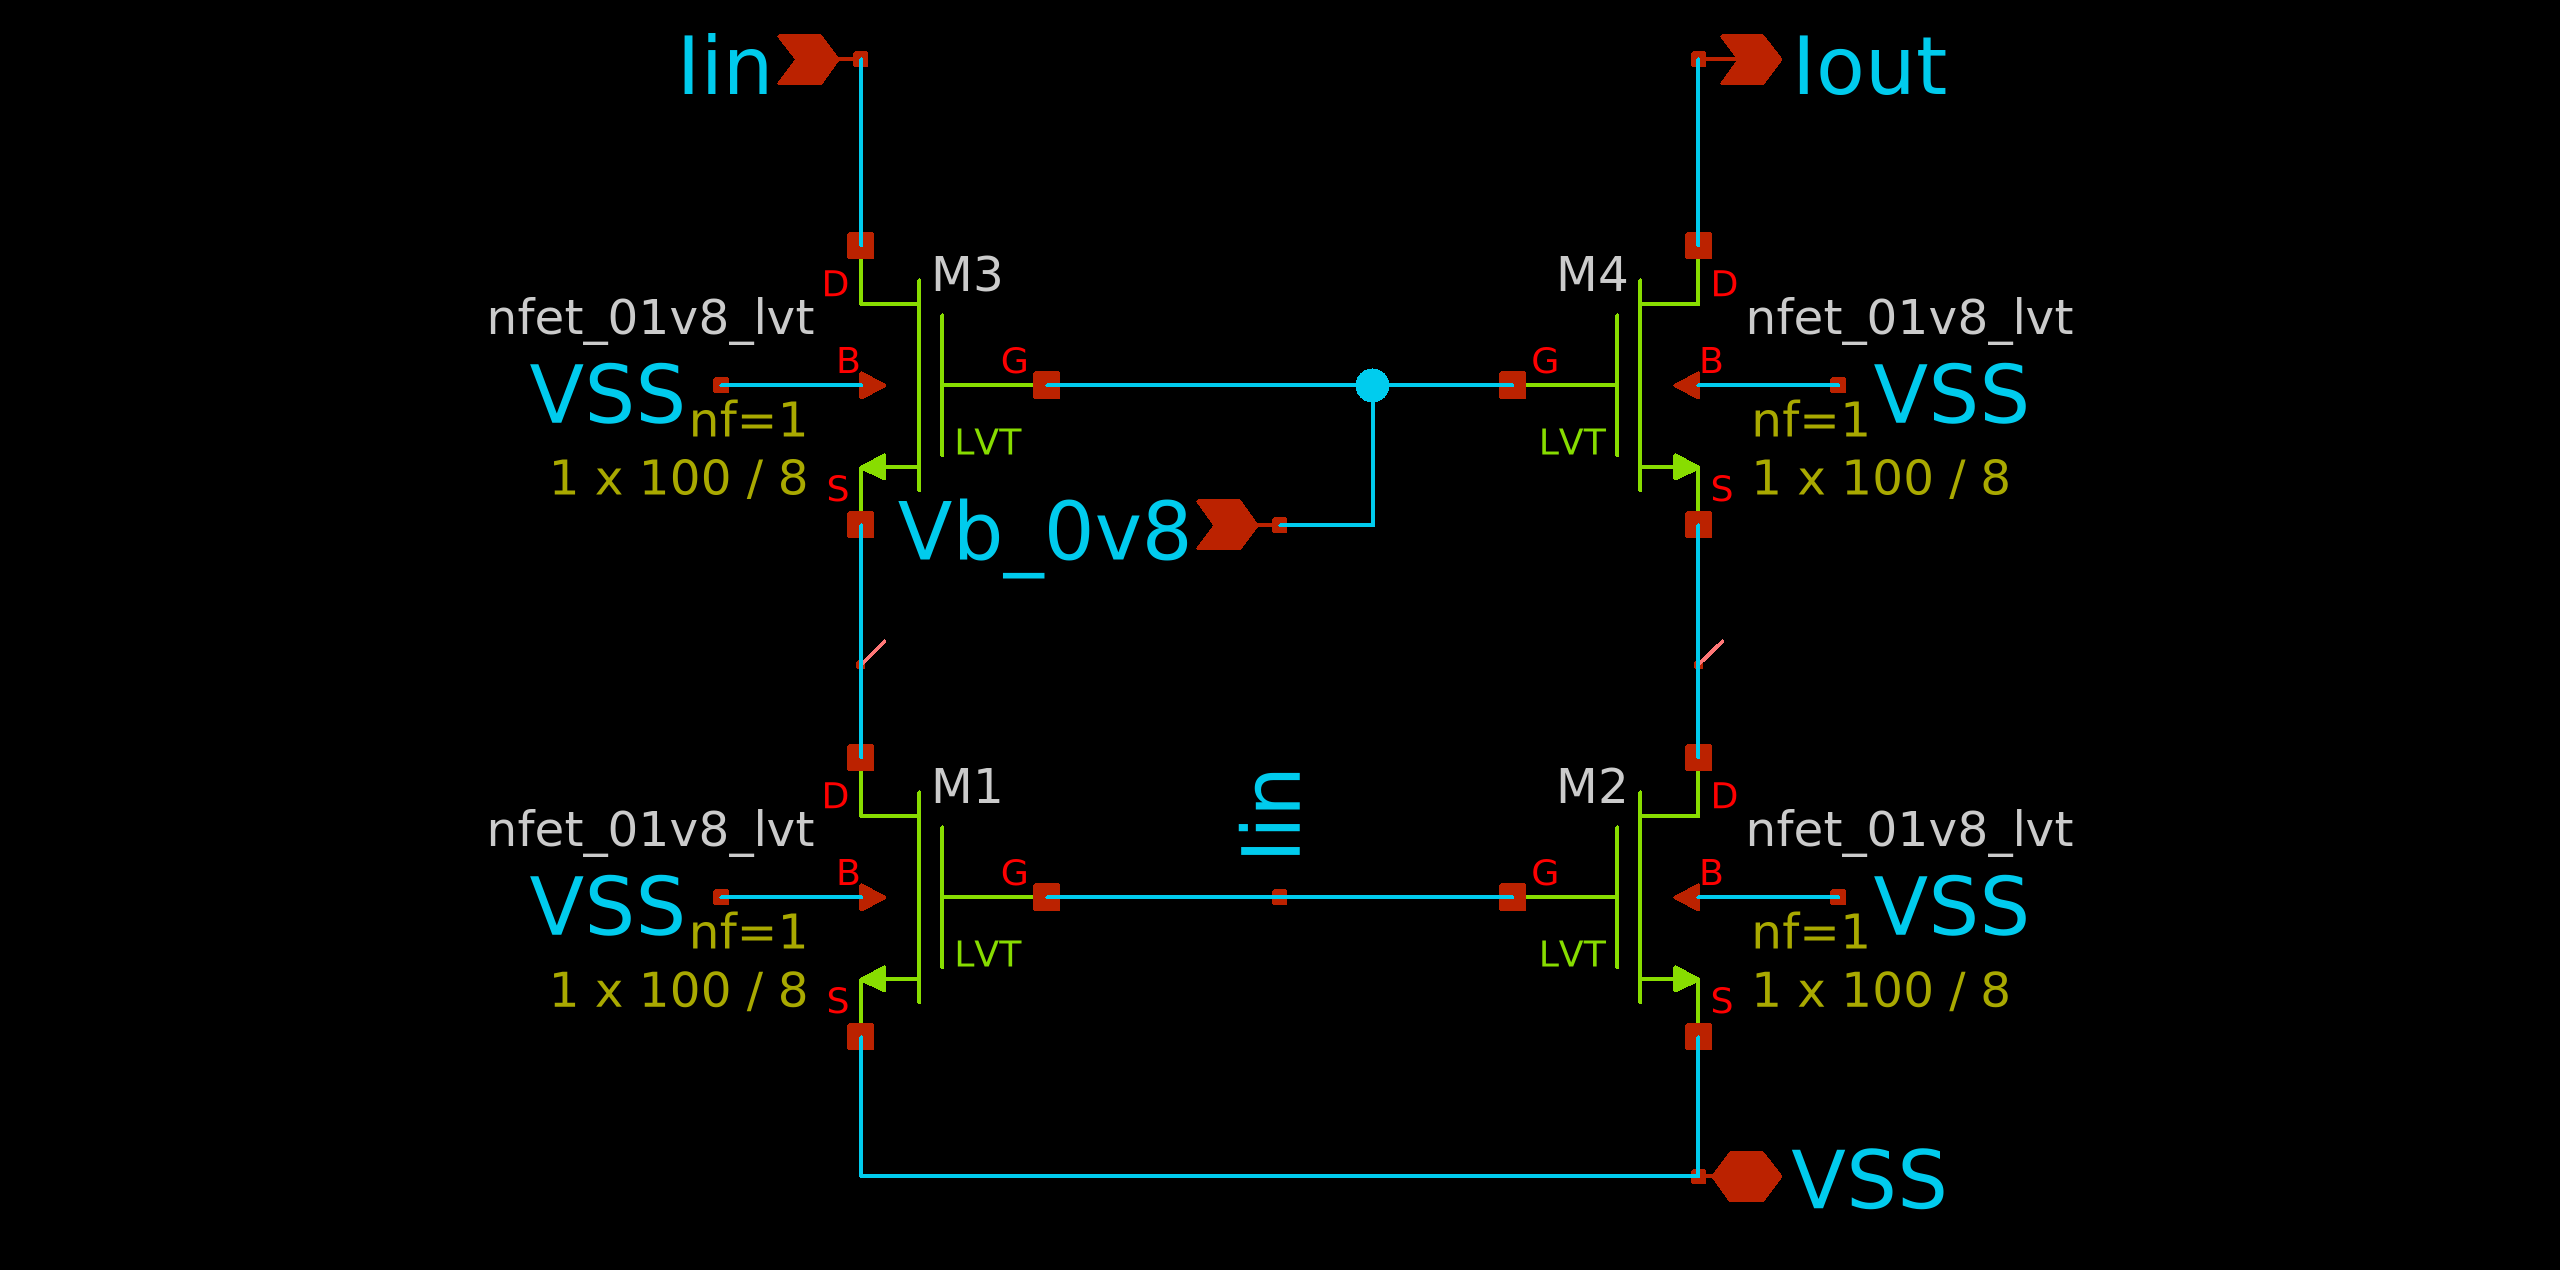 Iin
Iout
M3
M4
D
D
nfet_01v8_lvt
nfet_01v8_lvt
B
G
G
B
VSS
VSS
nf=1
nf=1
LVT
LVT
1 x 100 / 8
1 x 100 / 8
S
S
Vb_0v8
M1
M2
Iin
D
D
nfet_01v8_lvt
nfet_01v8_lvt
B
G
G
B
VSS
VSS
nf=1
nf=1
LVT
LVT
1 x 100 / 8
1 x 100 / 8
S
S
VSS